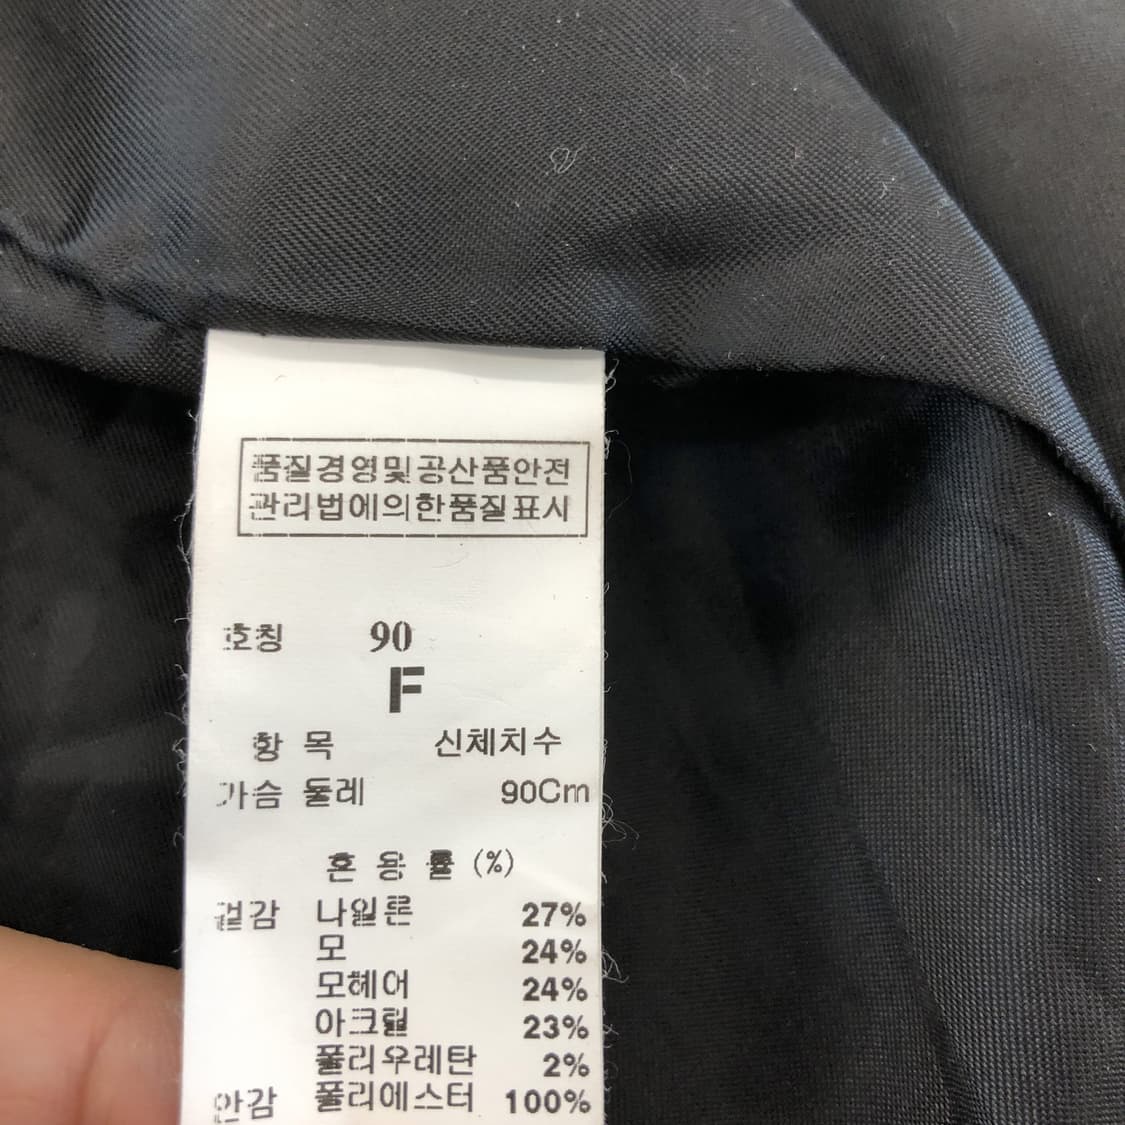 품질경영및공산품안전
관리법에의한품질표시
호칭 90
F
항 목 신체치수
가슴 둘레 90Cm
혼 용 률 (%)
겉감 나일론 27%
모 24%
모헤어 24%
아크릴 23%
폴리우레탄 2%
안감 폴리에스터 100%